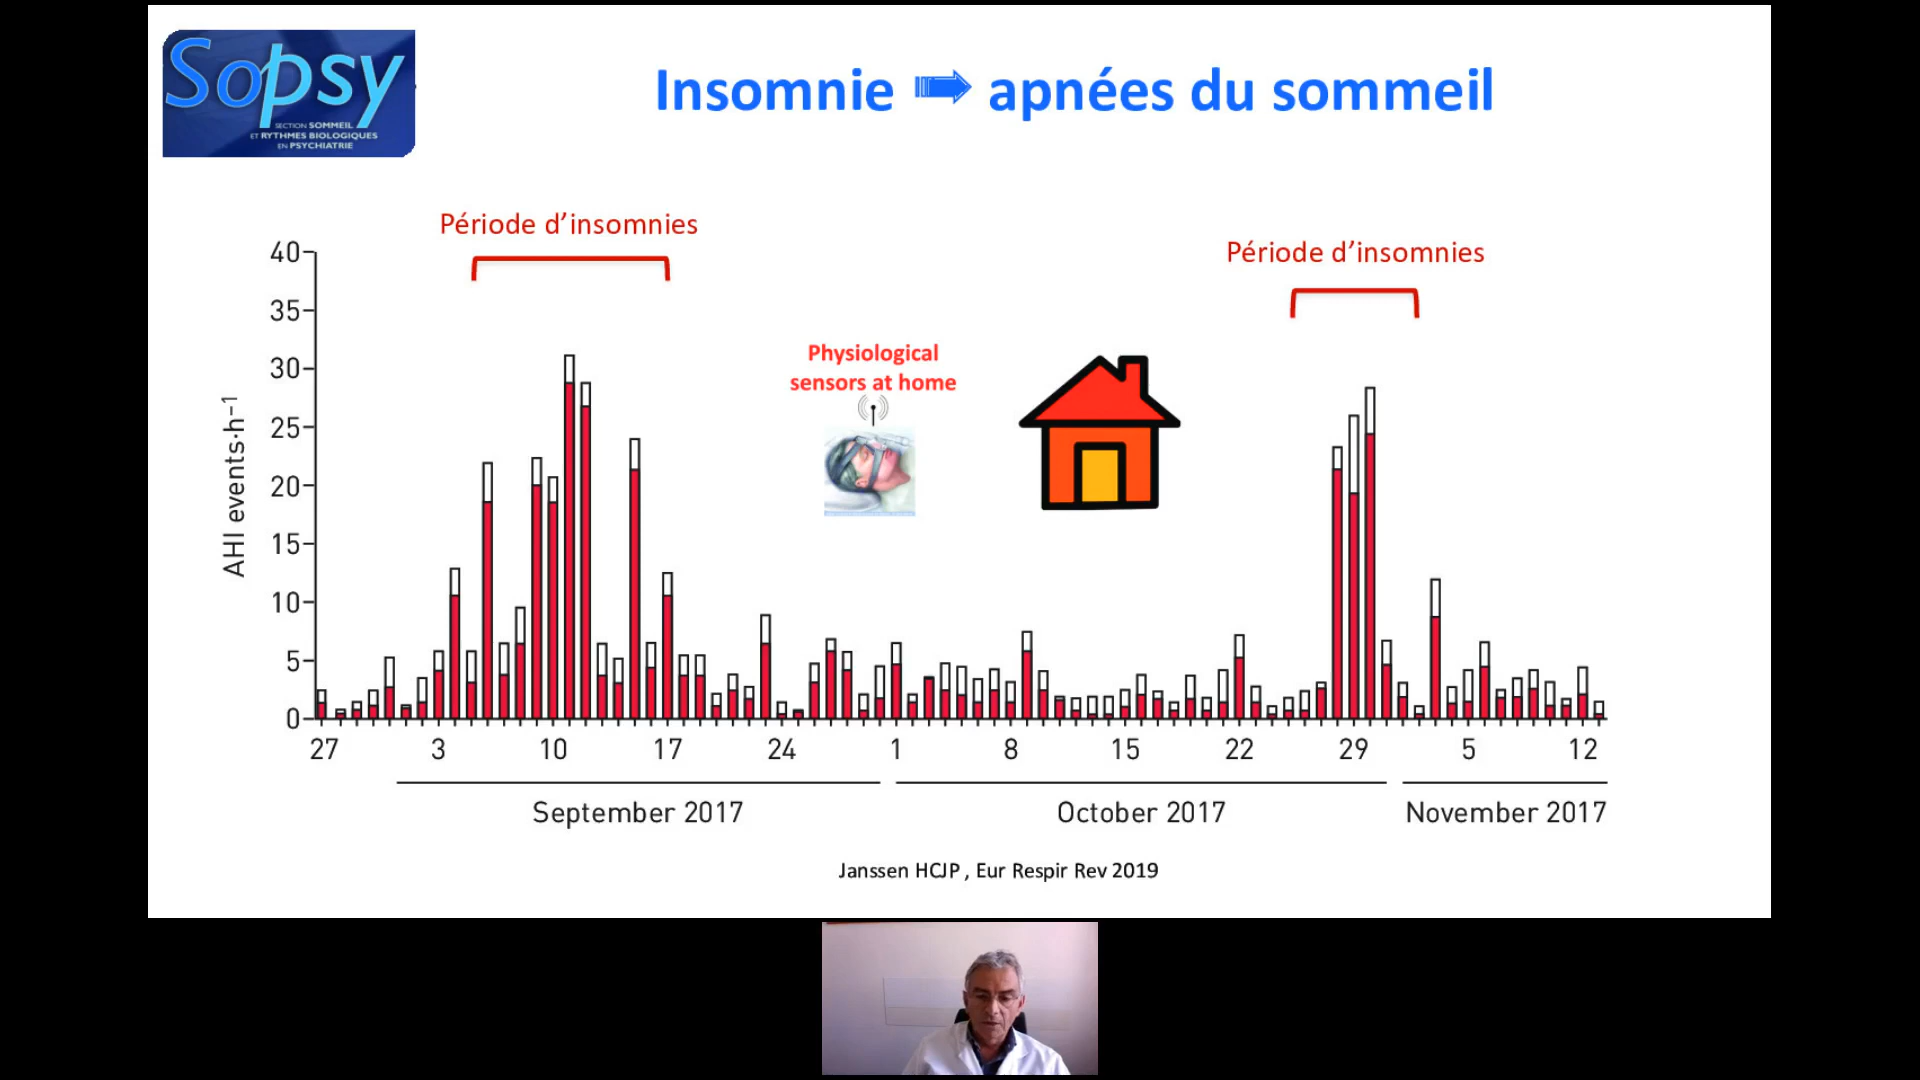 Sopsy
SECTION SOMMEIL
ET RYTHMES BIOLOGIQUES
EN PSYCHIATRIE
Insomnie apnées du sommeil
Période d’insomnies
Période d’insomnies
Physiological
sensors at home
AHI events·h⁻¹
40
35
30
25
20
15
10
5
0
27 3 10 17 24 1 8 15 22 29 5 12
September 2017 October 2017 November 2017
Janssen HCJP , Eur Respir Rev 2019